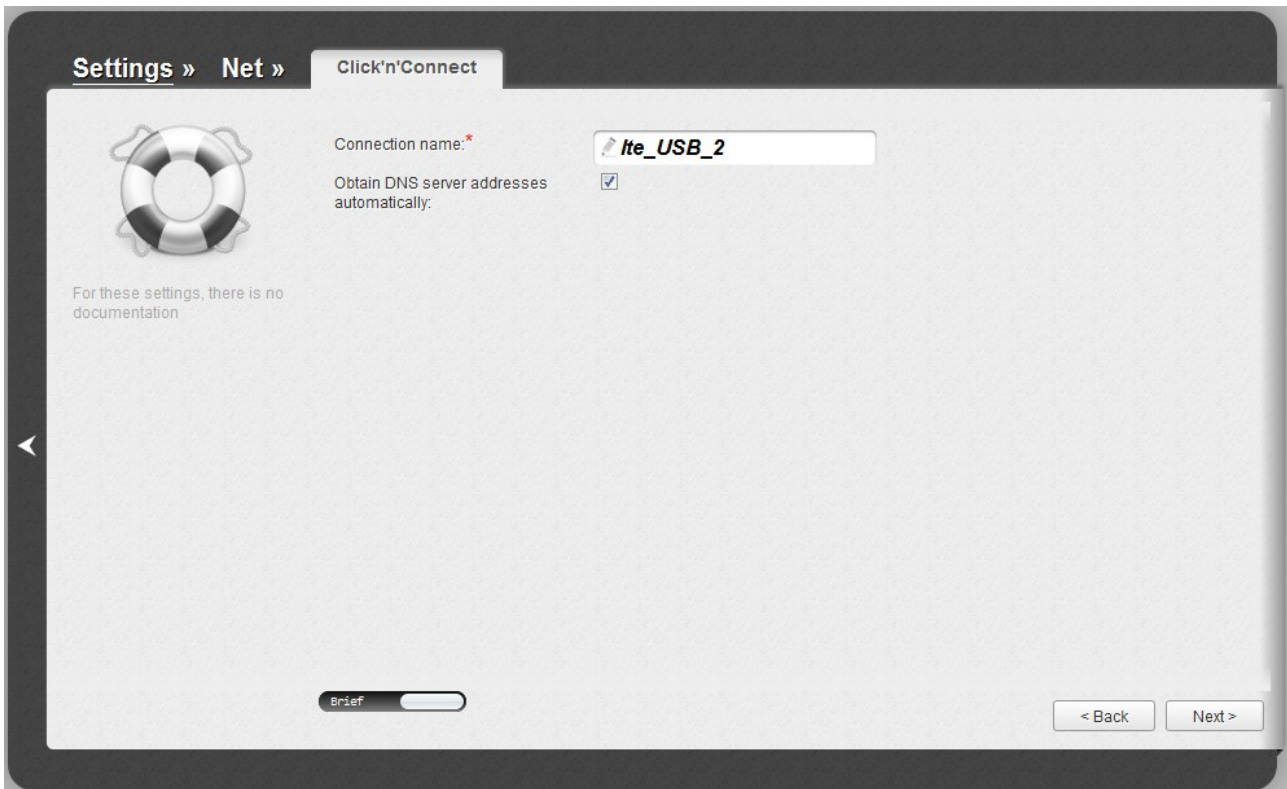 Settings » Net » Click'n'Connect
Connection name:*
lte_USB_2
Obtain DNS server addresses
automatically:
For these settings, there is no
documentation
Brief
< Back
Next >